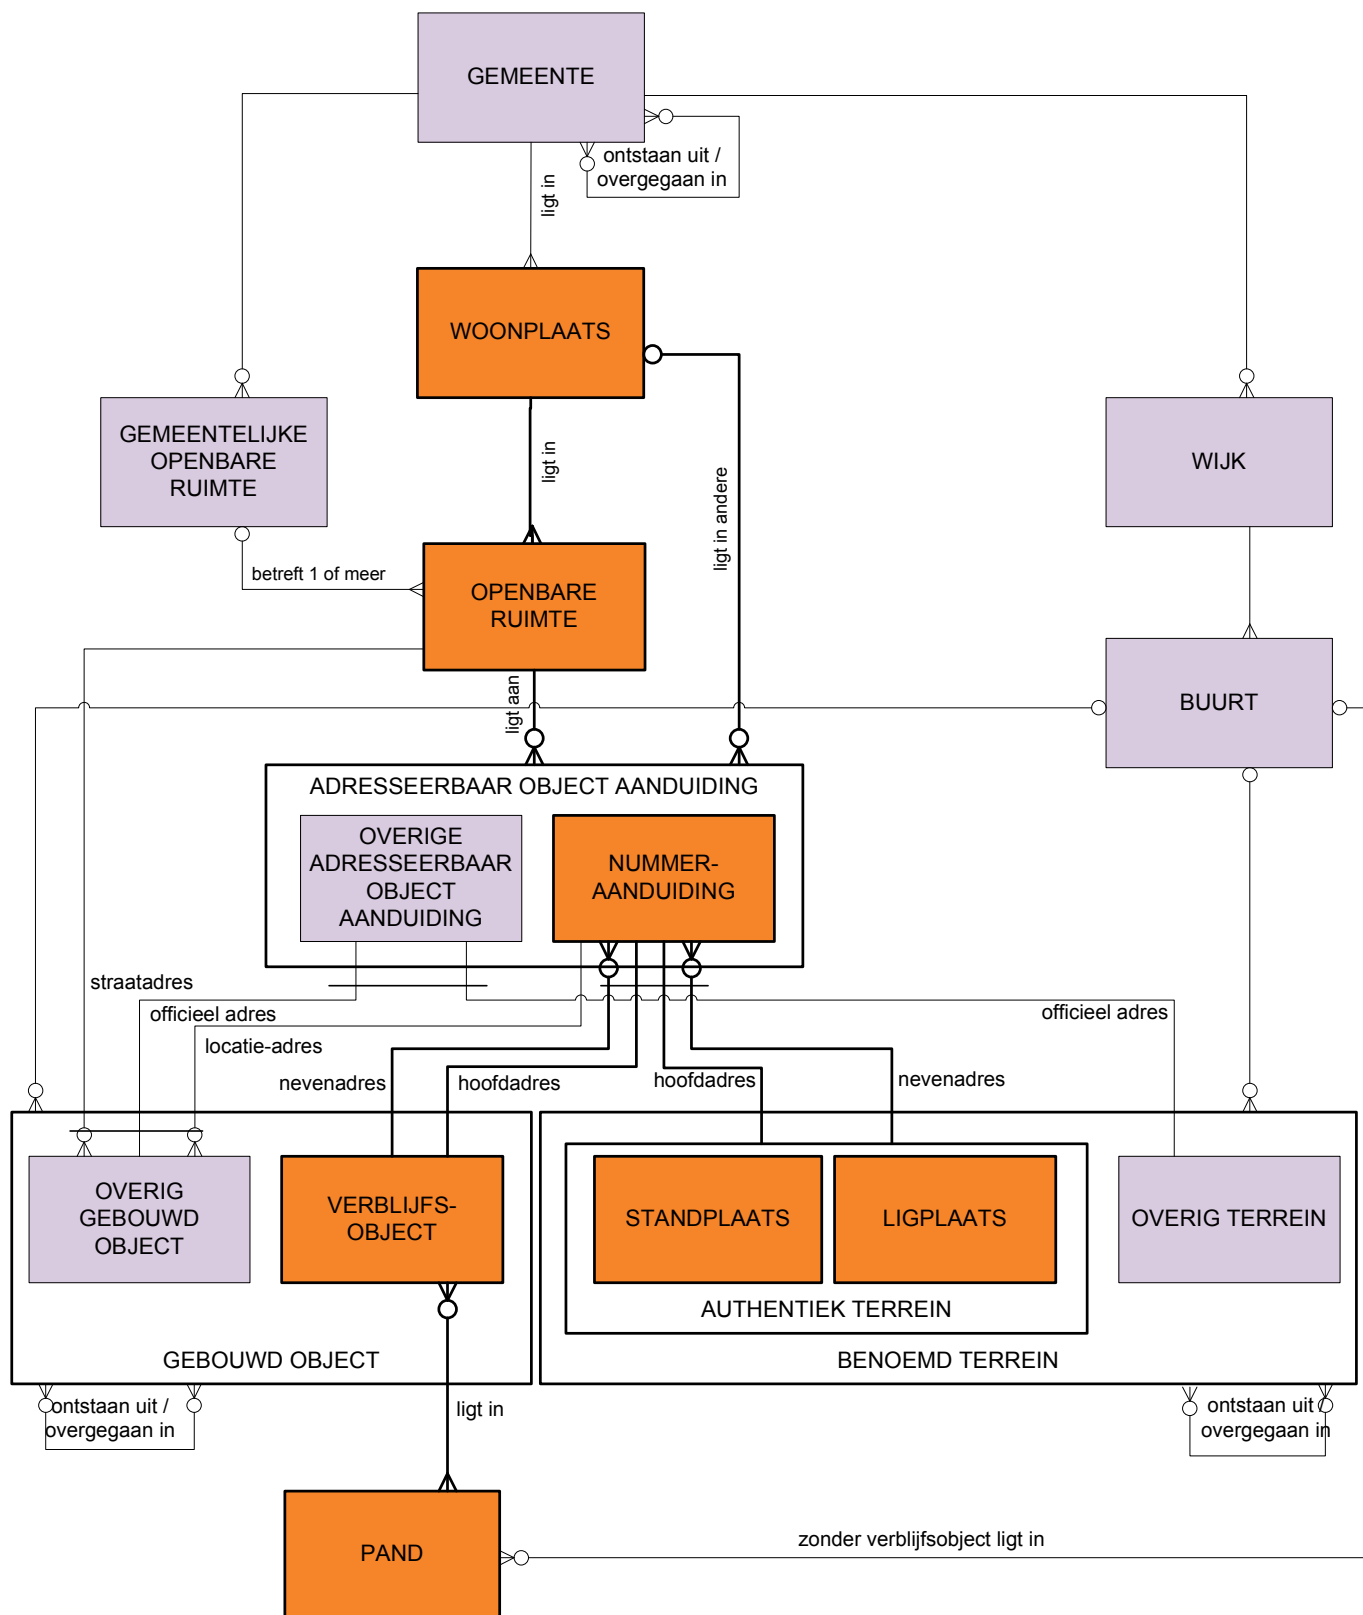 GEMEENTE
ontstaan uit /
overgegaan in
ligt in
WOONPLAATS
GEMEENTELIJKE
OPENBARE
RUIMTE
WIJK
ligt in
ligt in andere
betreft 1 of meer
OPENBARE
RUIMTE
BUURT
ligt aan
ADRESSEERBAAR OBJECT AANDUIDING
OVERIGE
ADRESSEERBAAR
OBJECT
AANDUIDING
NUMMER-
AANDUIDING
straatadres
officieel adres
officieel adres
locatie-adres
nevenadres
hoofdadres
hoofdadres
nevenadres
OVERIG
GEBOUWD
OBJECT
VERBLIJFS-
OBJECT
STANDPLAATS
LIGPLAATS
OVERIG TERREIN
AUTHENTIEK TERREIN
GEBOUWD OBJECT
BENOEMD TERREIN
ontstaan uit /
overgegaan in
ligt in
ontstaan uit /
overgegaan in
PAND
zonder verblijfsobject ligt in